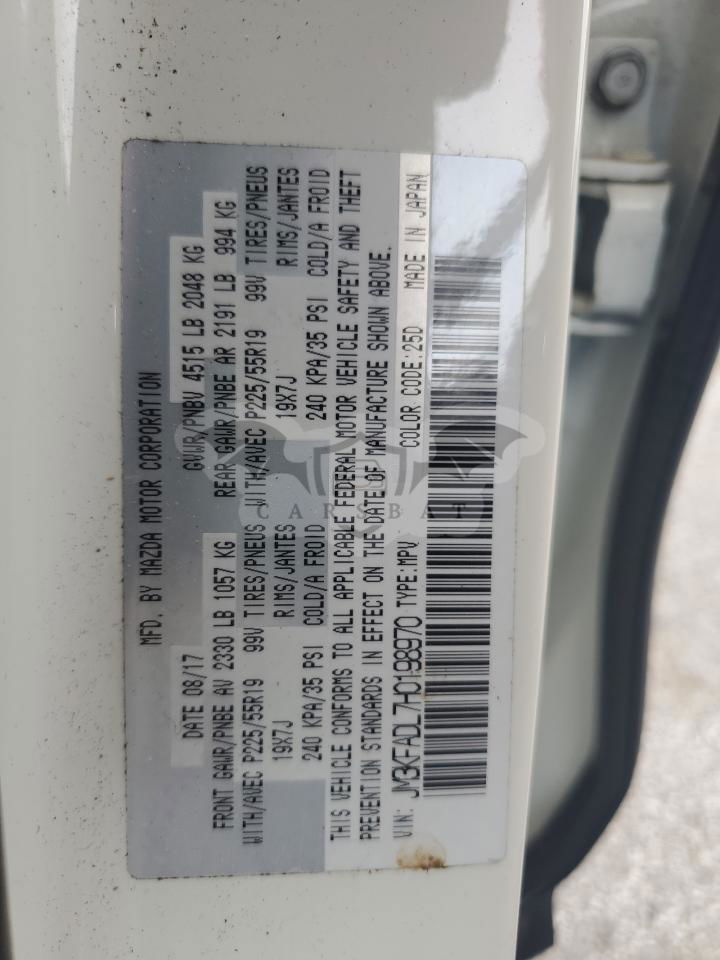 MFD. BY MAZDA MOTOR CORPORATION
DATE 08/17 GVWR/PNBV 4515 LB 2048 KG
FRONT GAWR/PNBE AV 2330 LB 1057 KG REAR GAWR/PNBE AR 2191 LB 994 KG
WITH/AVEC P225/55R19 99V TIRES/PNEUS WITH/AVEC P225/55R19 99V TIRES/PNEUS
19X7J RIMS/JANTES 19X7J RIMS/JANTES
240 KPA/35 PSI COLD/A FROID 240 KPA/35 PSI COLD/A FROID
THIS VEHICLE CONFORMS TO ALL APPLICABLE FEDERAL MOTOR VEHICLE SAFETY AND THEFT
PREVENTION STANDARDS IN EFFECT ON THE DATE OF MANUFACTURE SHOWN ABOVE.
VIN: JM3KFADL7H0198970 TYPE:MPV COLOR CODE:25D MADE IN JAPAN
CARSBAT